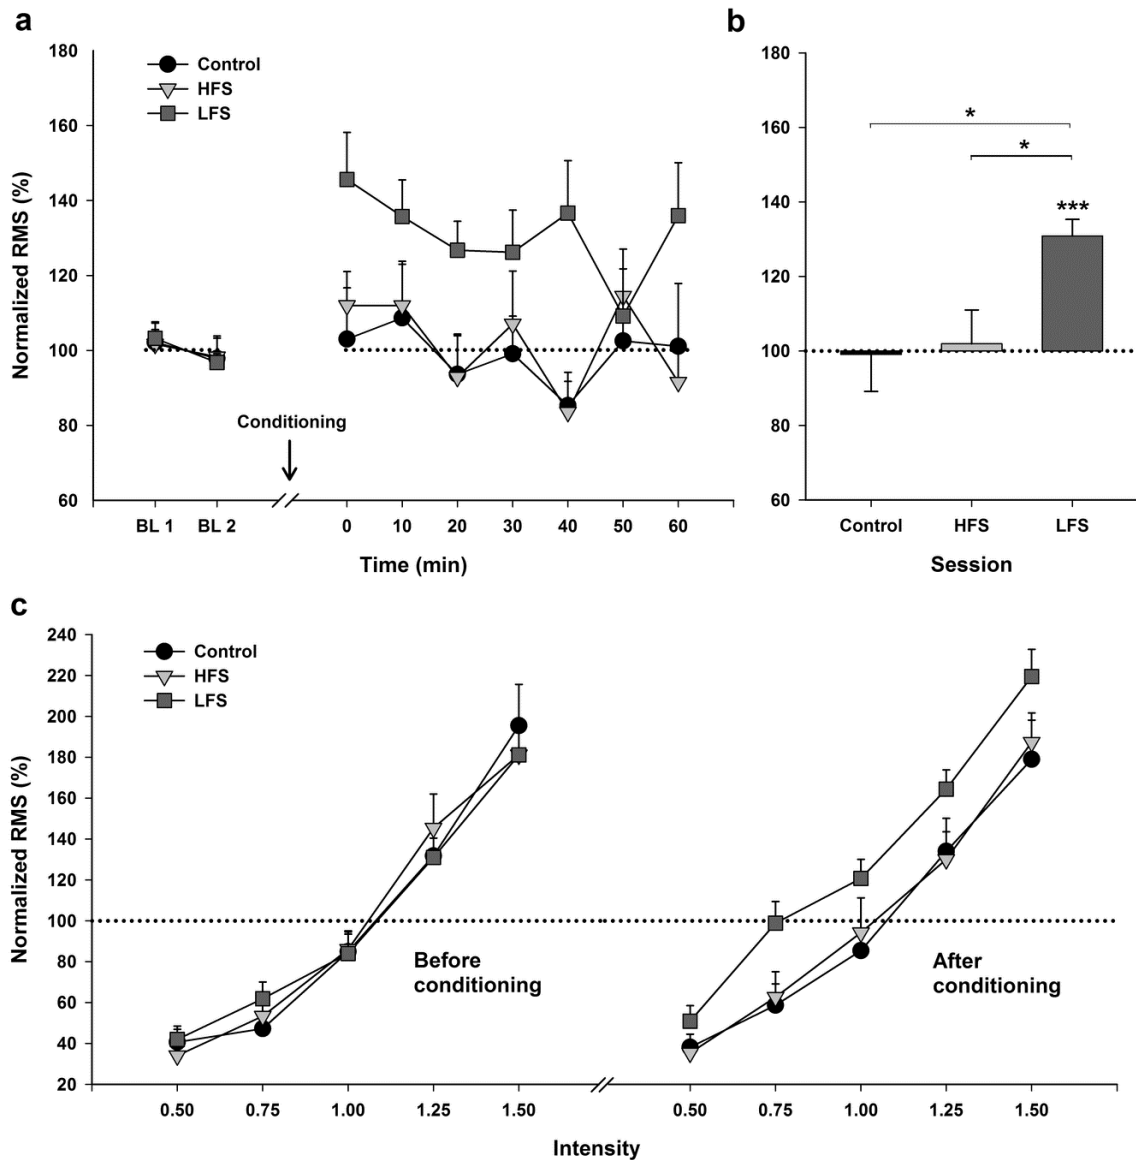 a
180
160
140
120
100
80
60
Normalized RMS (%)
Control
HFS
LFS
Conditioning
BL 1 BL 2 0 10 20 30 40 50 60
Time (min)
b
180
160
140
120
100
80
60
*
*
***
Control HFS LFS
Session
c
240
220
200
180
160
140
120
100
80
60
40
20
Normalized RMS (%)
Control
HFS
LFS
Before
conditioning
After
conditioning
0.50 0.75 1.00 1.25 1.50 0.50 0.75 1.00 1.25 1.50
Intensity